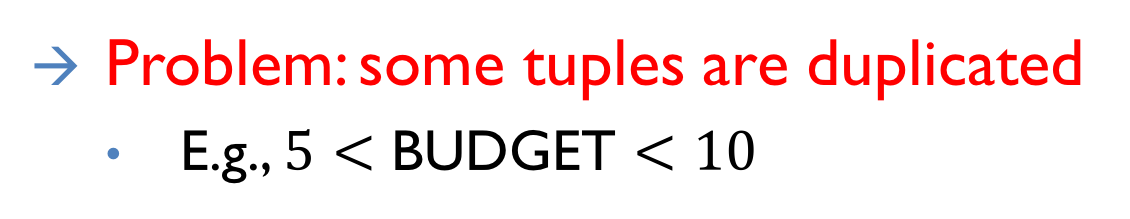 → Problem: some tuples are duplicated
• E.g., 5 < BUDGET < 10